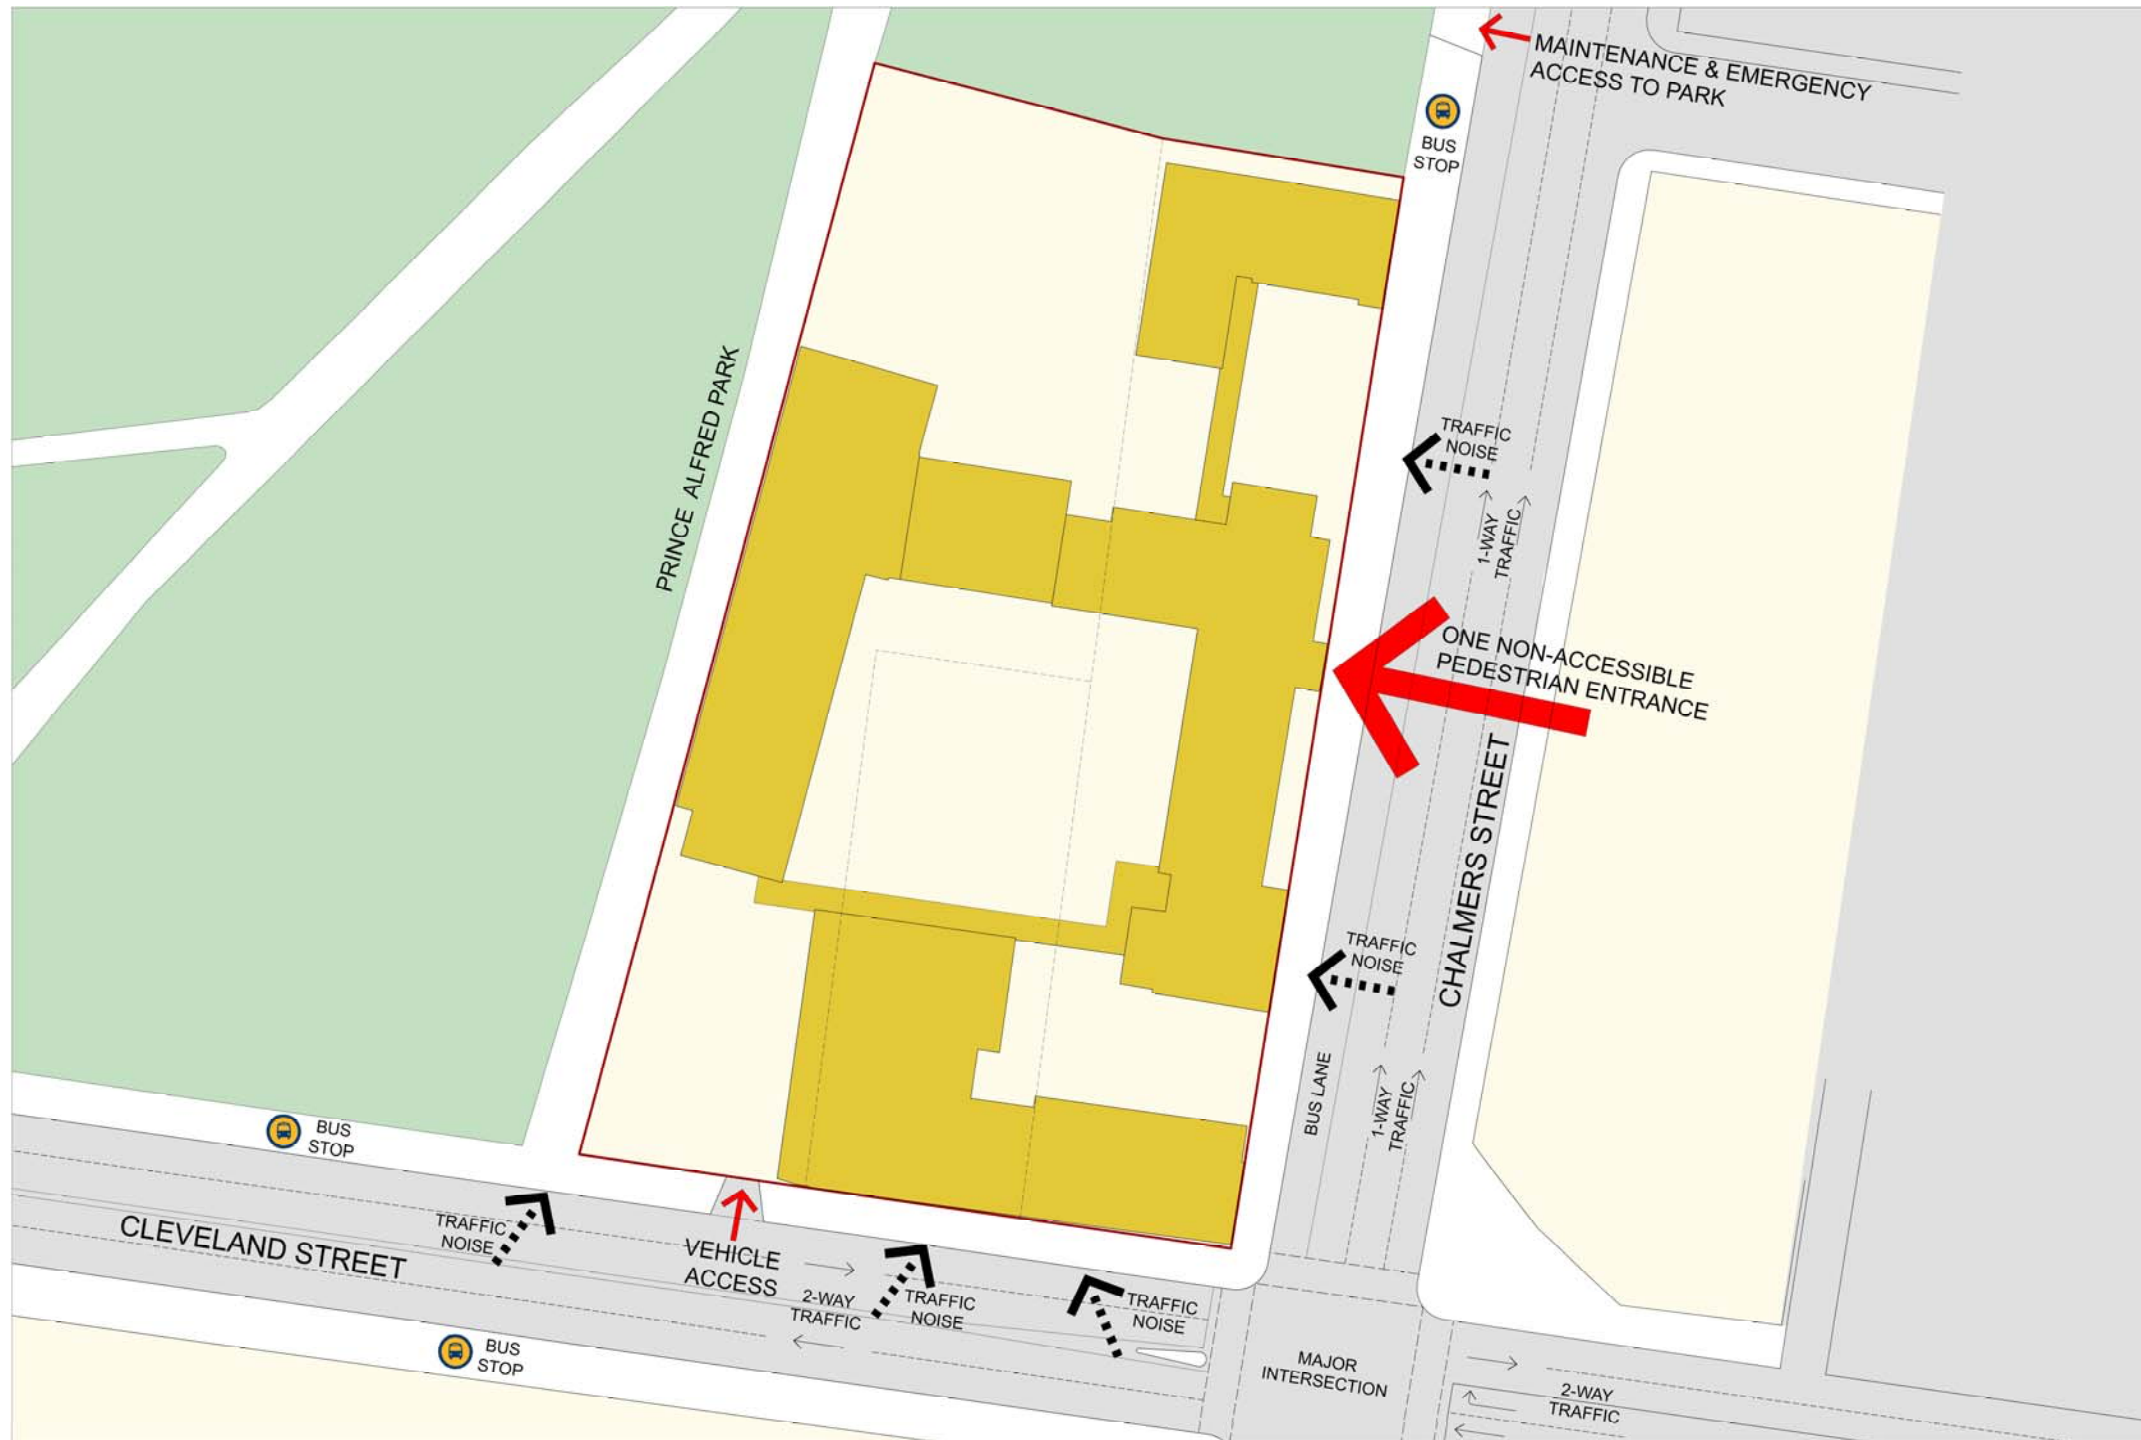 MAINTENANCE & EMERGENCY
ACCESS TO PARK
BUS
STOP
PRINCE ALFRED PARK
TRAFFIC
NOISE
1-WAY
TRAFFIC
ONE NON-ACCESSIBLE
PEDESTRIAN ENTRANCE
CHALMERS STREET
TRAFFIC
NOISE
BUS LANE
1-WAY
TRAFFIC
BUS
STOP
CLEVELAND STREET
TRAFFIC
NOISE
VEHICLE
ACCESS
2-WAY
TRAFFIC
TRAFFIC
NOISE
TRAFFIC
NOISE
BUS
STOP
MAJOR
INTERSECTION
2-WAY
TRAFFIC